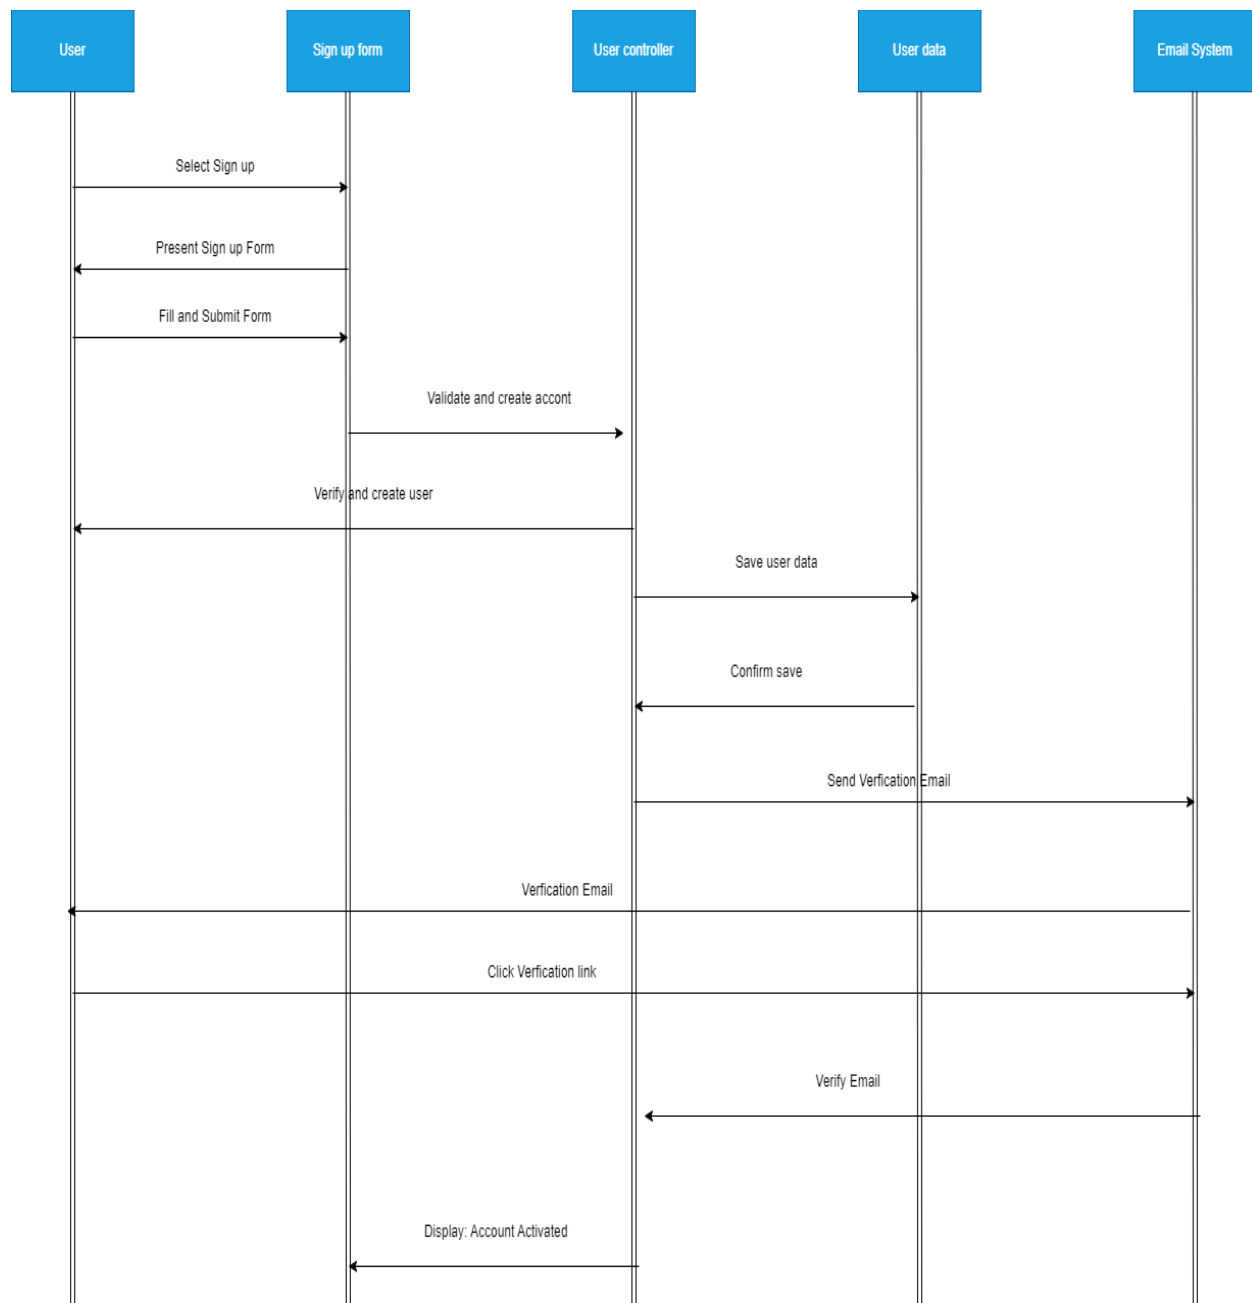 User
Sign up form
User controller
User data
Email System
Select Sign up
Present Sign up Form
Fill and Submit Form
Validate and create accont
Verify and create user
Save user data
Confirm save
Send Verfication Email
Verfication Email
Click Verfication link
Verify Email
Display: Account Activated